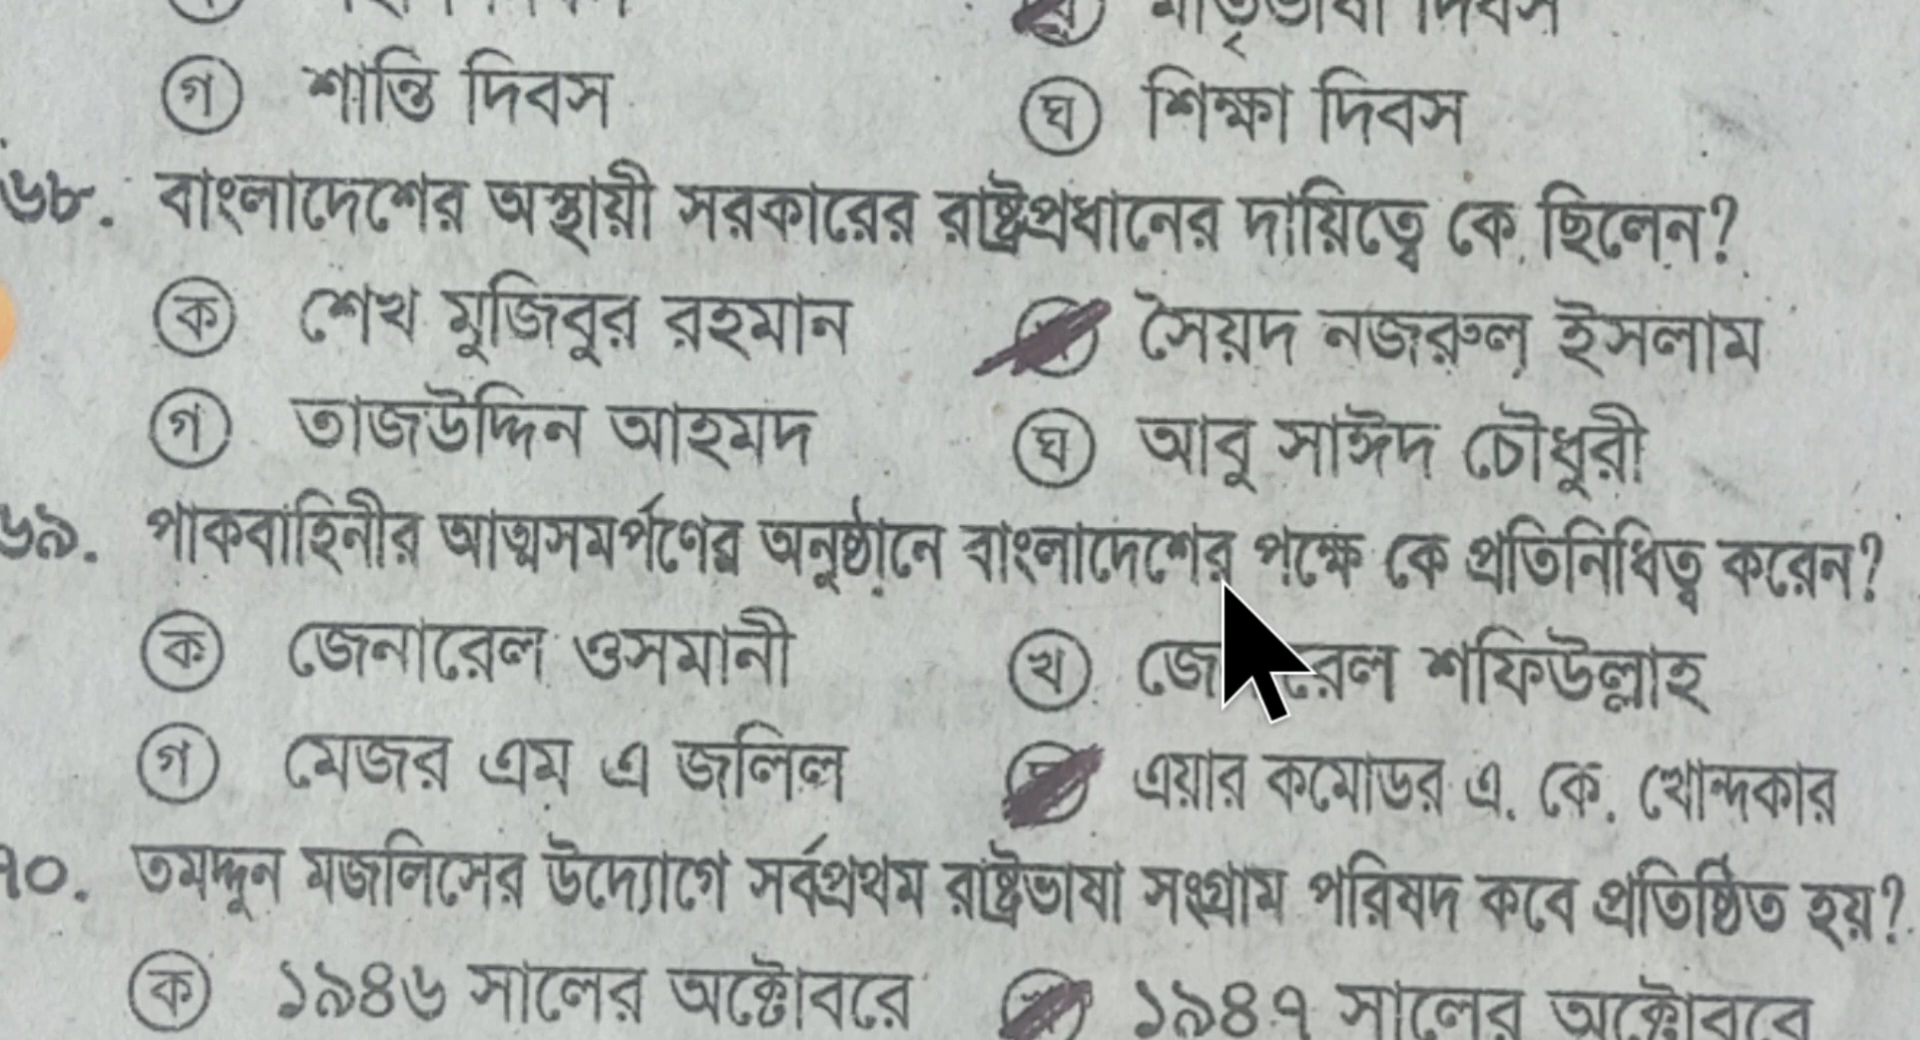 মাতৃভাষা দিবস
গ শান্তি দিবস ঘ শিক্ষা দিবস
৬৮. বাংলাদেশের অস্থায়ী সরকারের রাষ্ট্রপ্রধানের দায়িত্বে কে ছিলেন?
ক শেখ মুজিবুর রহমান সৈয়দ নজরুল ইসলাম
গ তাজউদ্দিন আহমদ ঘ আবু সাঈদ চৌধুরী
৬৯. পাকবাহিনীর আত্মসমর্পণের অনুষ্ঠানে বাংলাদেশের পক্ষে কে প্রতিনিধিত্ব করেন?
ক জেনারেল ওসমানী খ জেনারেল শফিউল্লাহ
গ মেজর এম এ জলিল এয়ার কমোডর এ. কে. খোন্দকার
৭০. তমদ্দুন মজলিসের উদ্যোগে সর্বপ্রথম রাষ্ট্রভাষা সংগ্রাম পরিষদ কবে প্রতিষ্ঠিত হয়?
ক ১৯৪৬ সালের অক্টোবরে ১৯৪৭ সালের অক্টোবরে